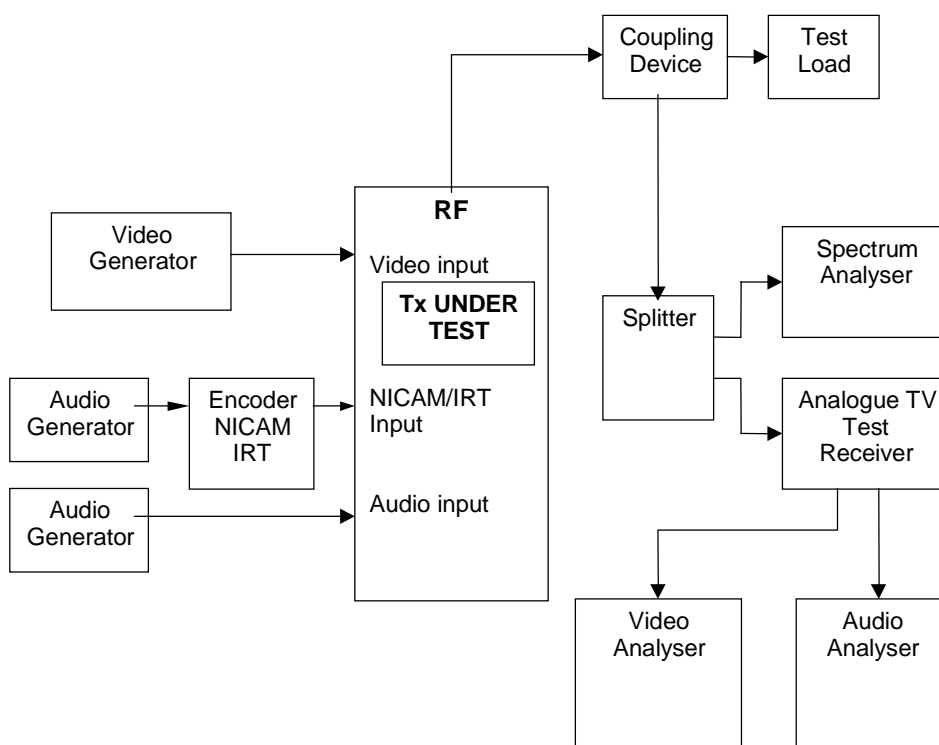 Coupling
Device
Test
Load
RF
Video
Generator
Video input
Tx UNDER
TEST
Spectrum
Analyser
Splitter
Audio
Generator
Encoder
NICAM
IRT
NICAM/IRT
Input
Analogue TV
Test
Receiver
Audio
Generator
Audio input
Video
Analyser
Audio
Analyser